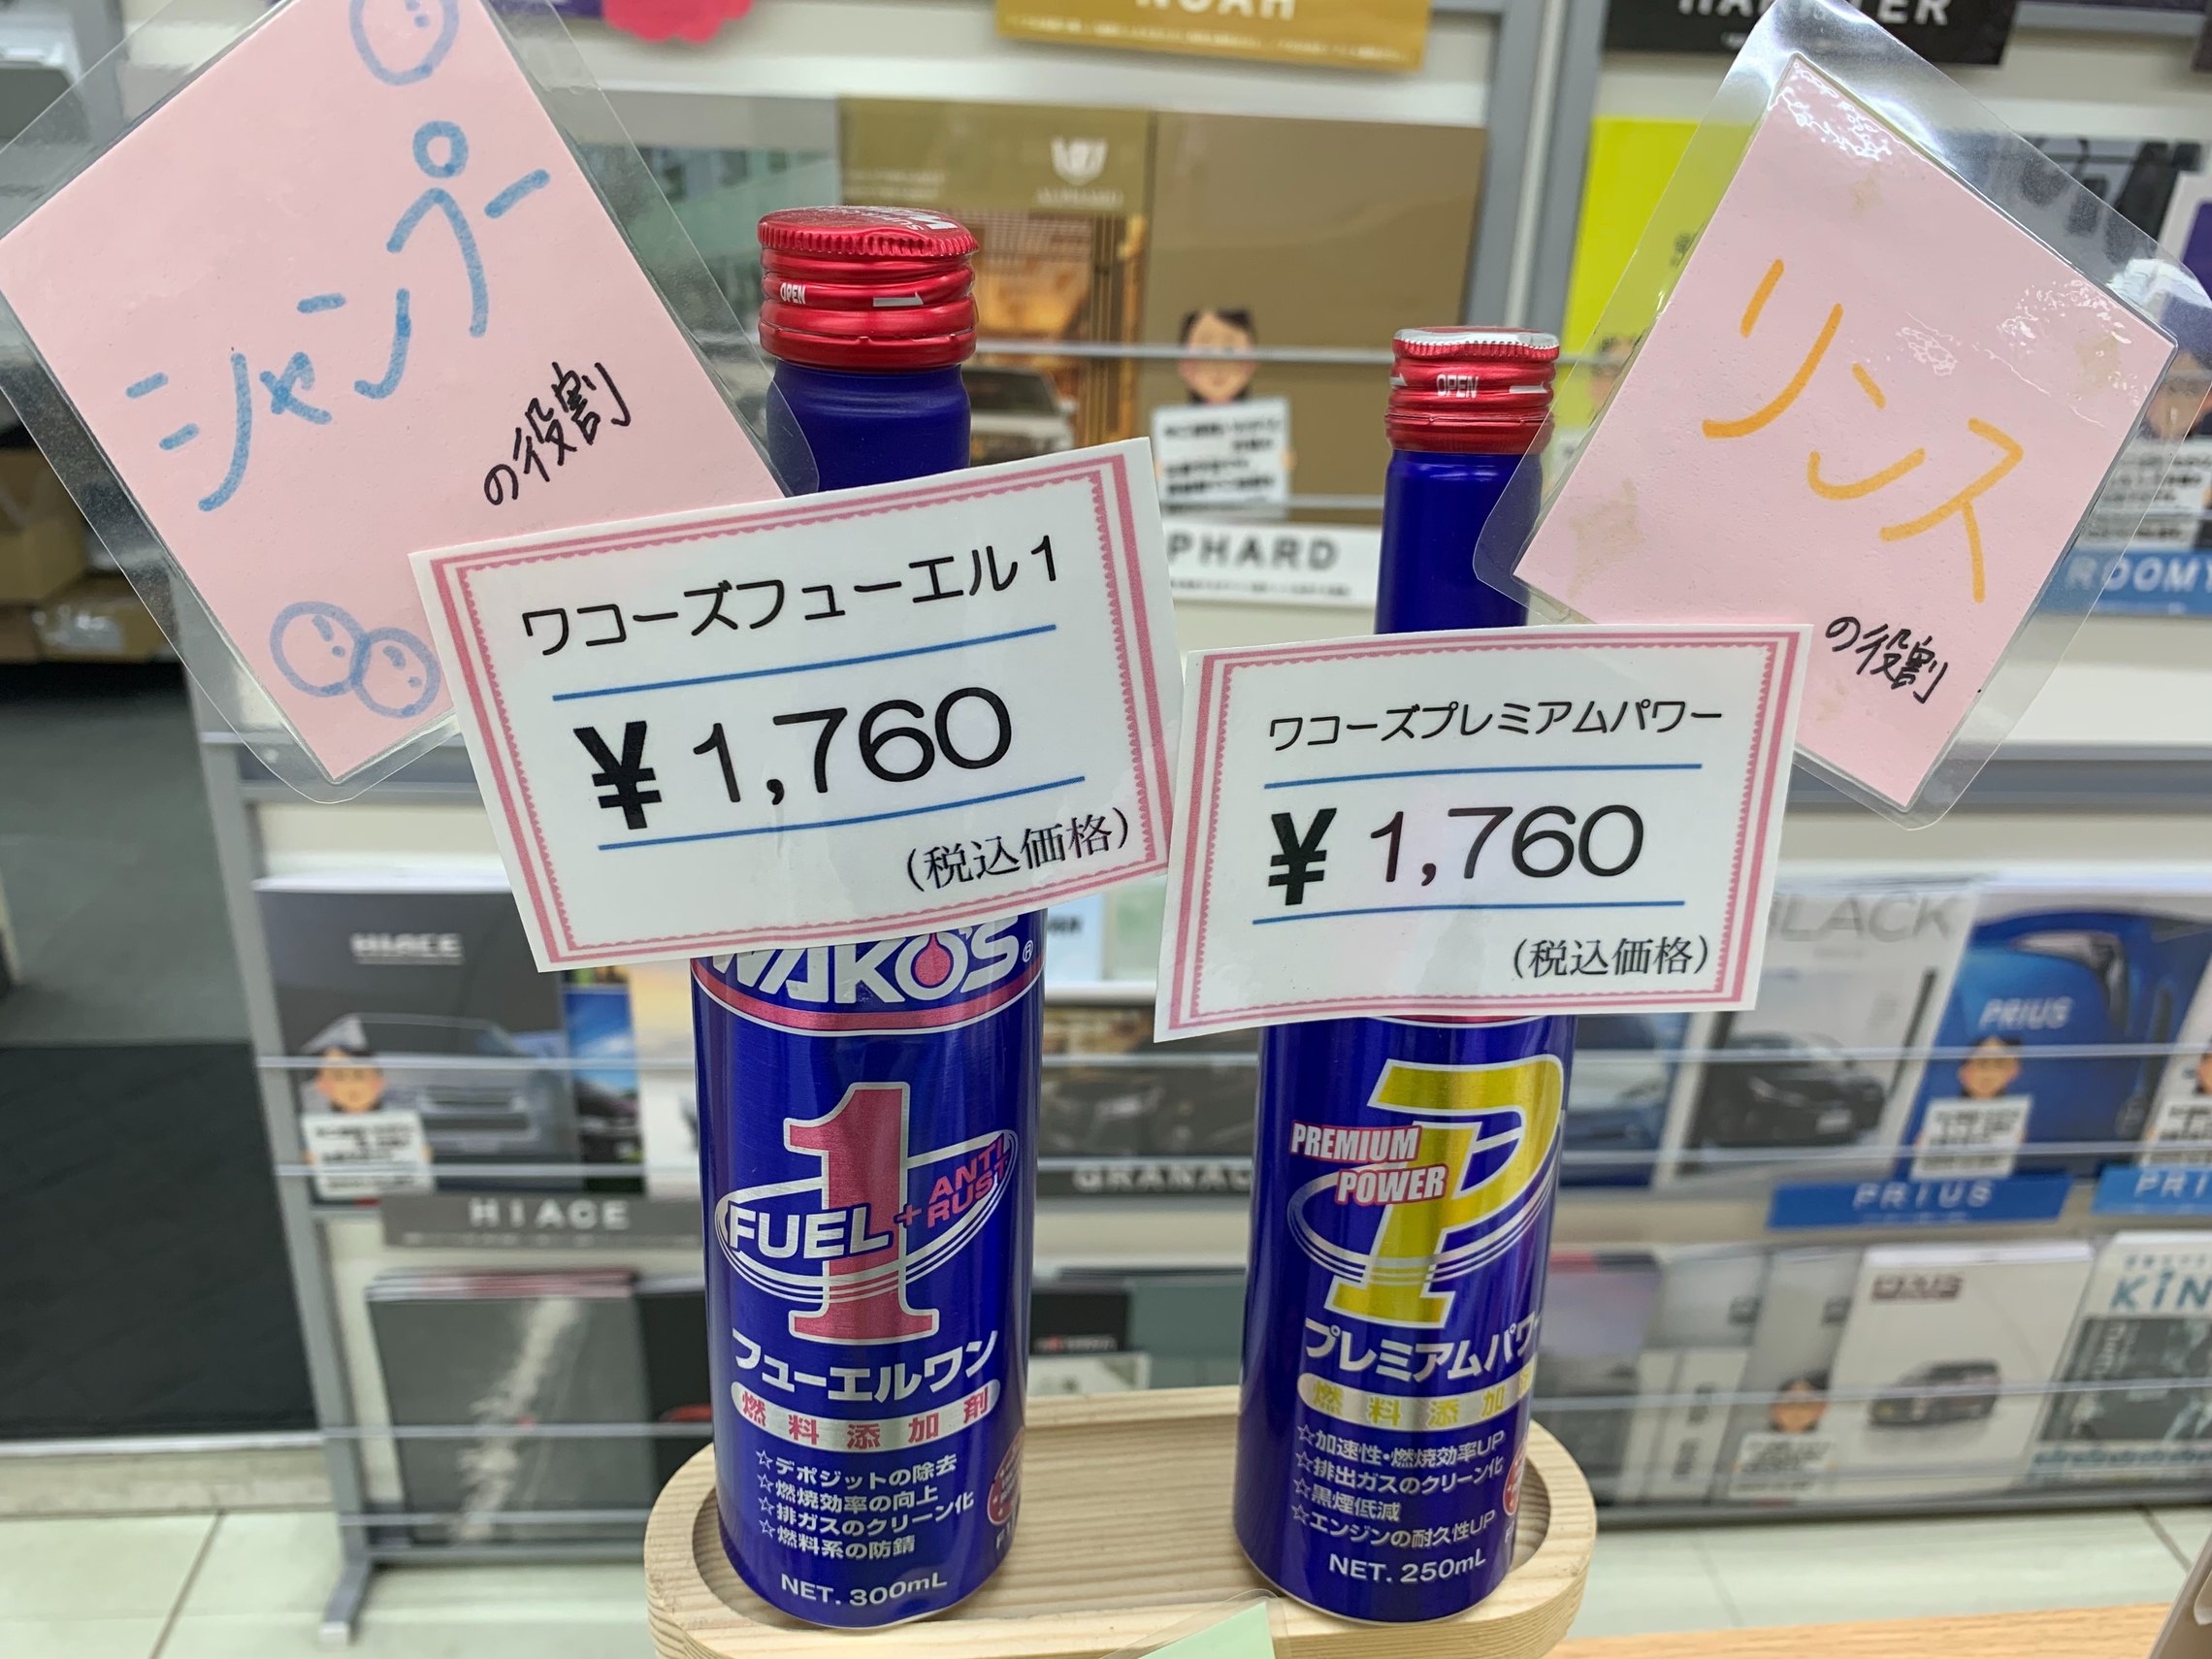 シャンプー
の役割
リンス
の役割
ワコーズフューエル1
¥1,760
(税込価格)
ワコーズプレミアムパワー
¥1,760
(税込価格)
OPEN
OPEN
WAKO'S
1
FUEL + ANTI RUST
フューエルワン
燃料添加剤
☆デポジットの除去
☆燃焼効率の向上
☆排ガスのクリーン化
☆燃料系の防錆
NET. 300mL
P
PREMIUM
POWER
プレミアムパワー
燃料添加
☆加速性・燃焼効率UP
☆排出ガスのクリーン化
☆黒煙低減
☆エンジンの耐久性UP
NET. 250mL
NOAH
PHARD
ROOMY
HIACE
HIACE
BLACK
PRIUS
PRIUS
PRI